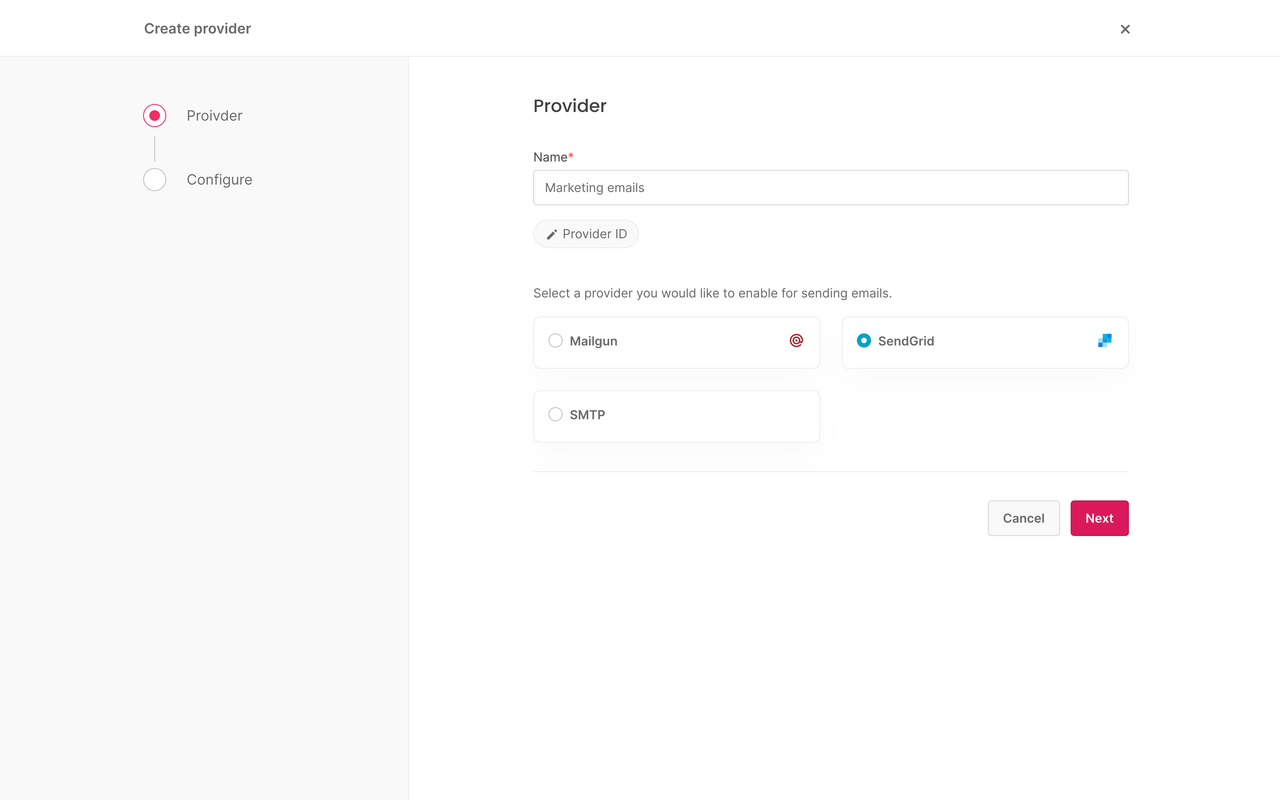 Create provider
Proivder
Configure
Provider
Name*
Marketing emails
Provider ID
Select a provider you would like to enable for sending emails.
Mailgun
SendGrid
SMTP
Cancel
Next